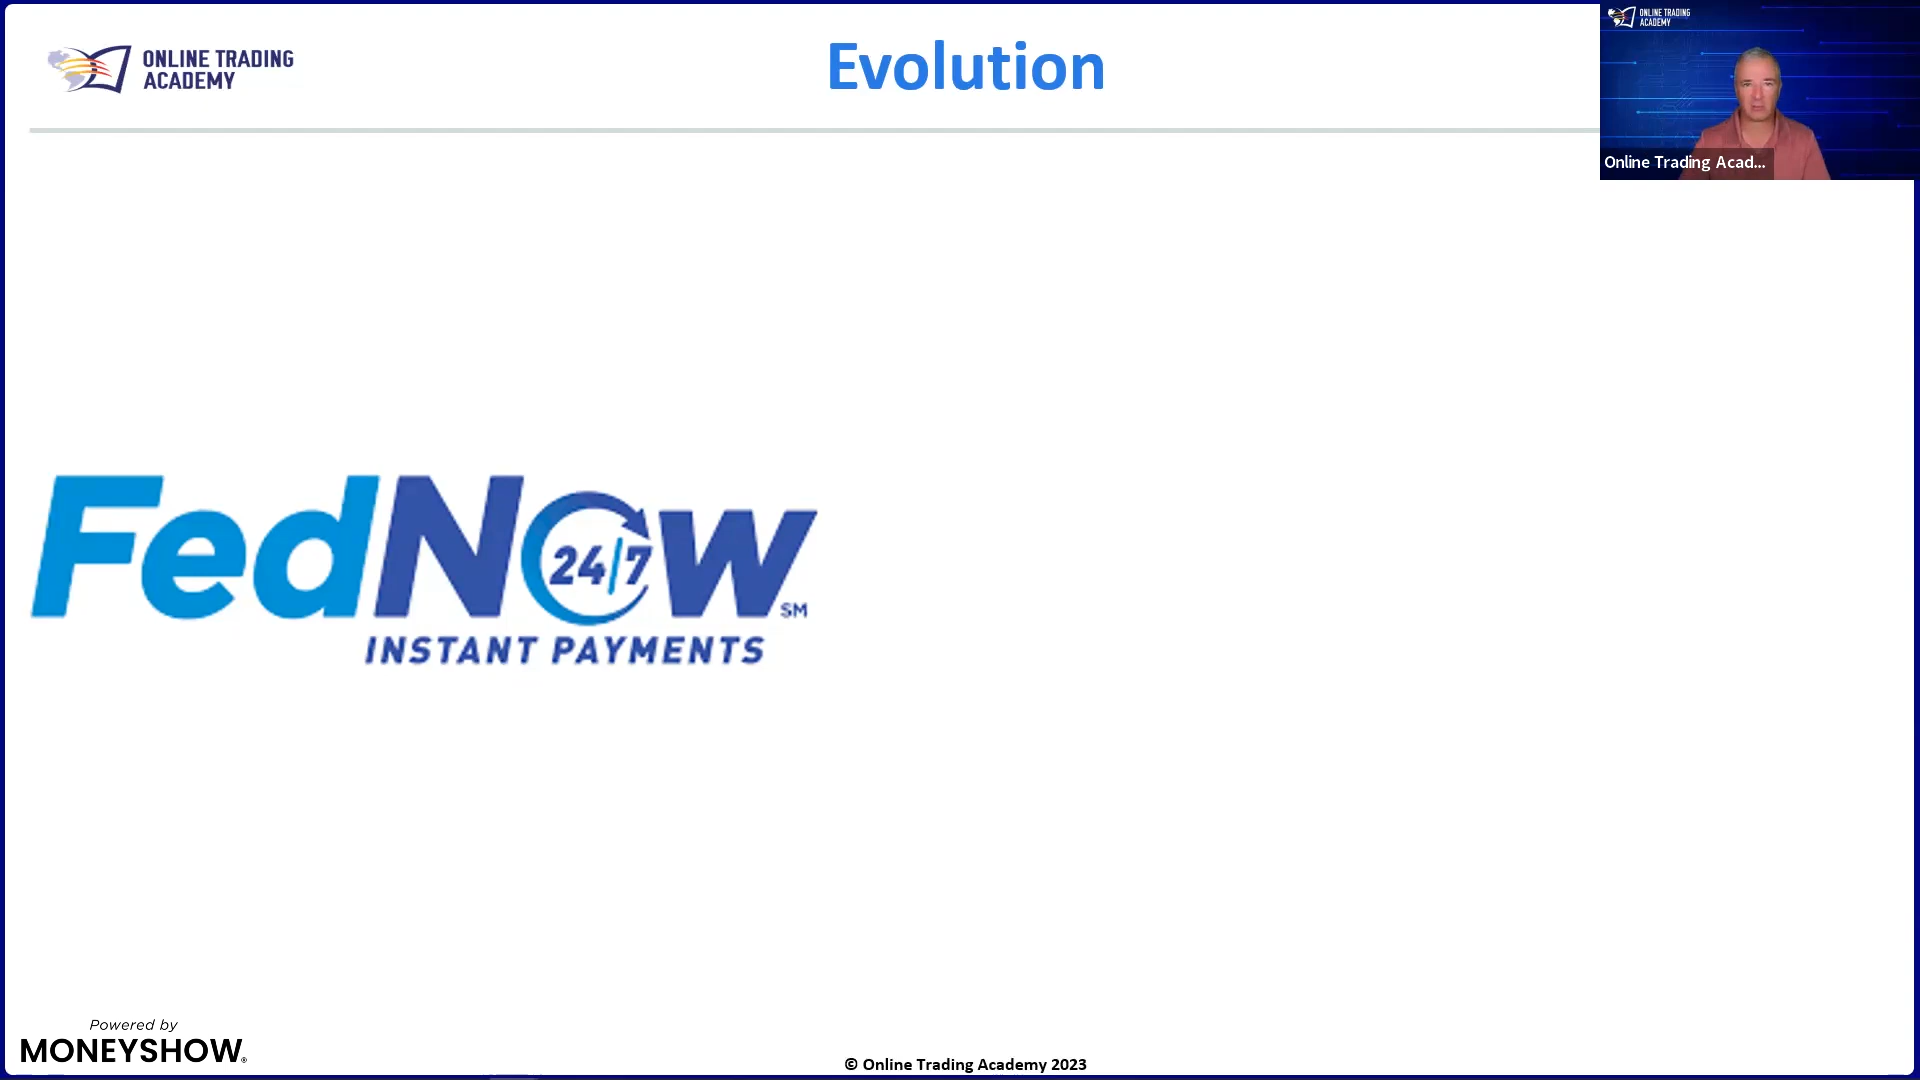 ONLINE TRADING
ACADEMY
Evolution
ONLINE TRADING
ACADEMY
Online Trading Acad...
FedNow
24/7
SM
INSTANT PAYMENTS
Powered by
MONEYSHOW®
© Online Trading Academy 2023